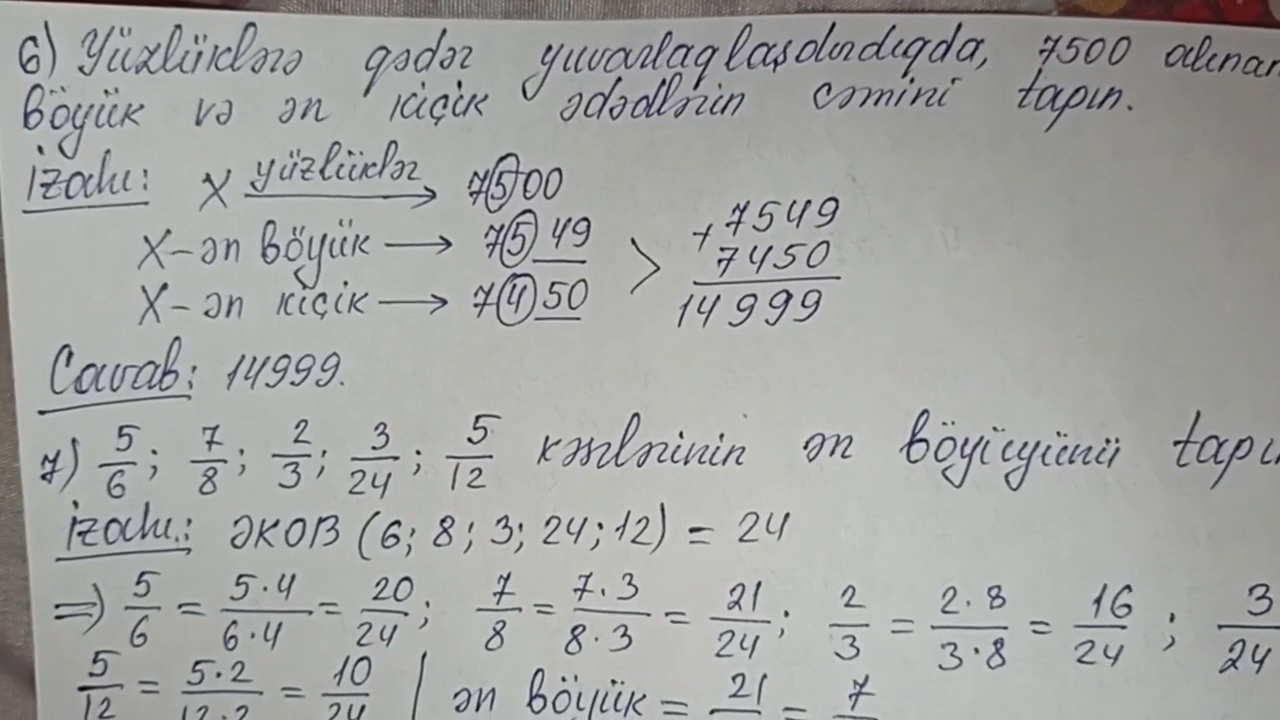 6) Yüzlüklərə qədər yuvarlaqlaşdırdıqda, 7500 alınan
böyük və ən kiçik ədədlərin cəmini tapın.
İzahı: X yüzlüklər → 7500
X-ən böyük → 7549
X-ən kiçik → 7450
> +7549
7450
14999
Cavab: 14999.
7) 5/6; 7/8; 2/3; 3/24; 5/12 kəsrlərinin ən böyüyünü tapın
İzahı: ƏKOB (6; 8; 3; 24; 12) = 24
⇒) 5/6 = 5·4/6·4 = 20/24; 7/8 = 7·3/8·3 = 21/24; 2/3 = 2·8/3·8 = 16/24; 3/24
5/12 = 5·2/12·2 = 10/24 | ən böyük = 21 = 7